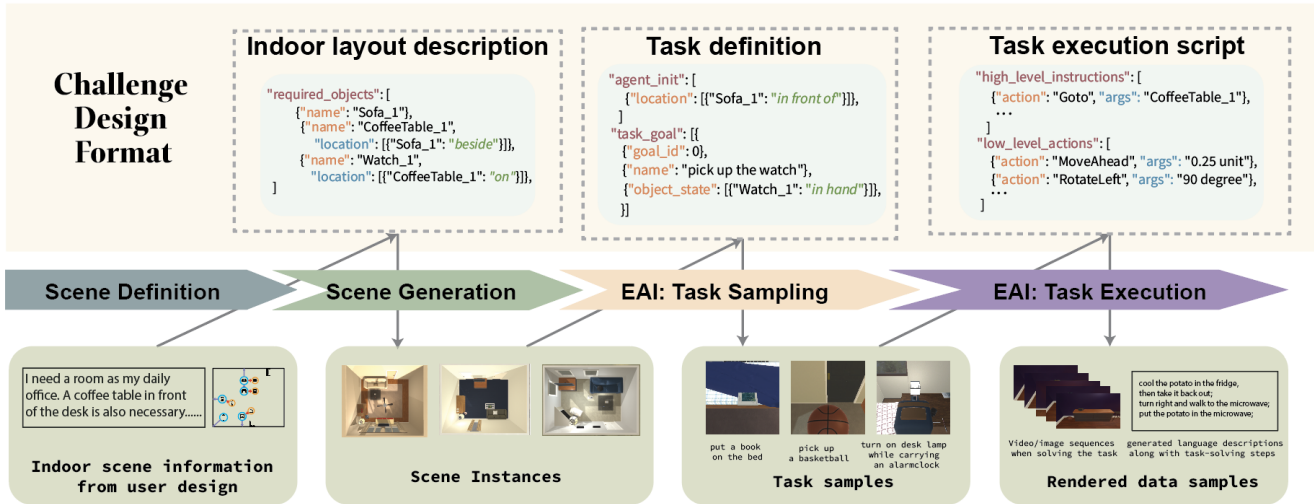 Challenge
Design
Format
Indoor layout description
"required_objects": [
{"name": "Sofa_1"},
{"name": "CoffeeTable_1",
"location": [{"Sofa_1": "beside"}]},
{"name": "Watch_1",
"location": [{"CoffeeTable_1": "on"}]},
]
Task definition
"agent_init": [
{"location": [{"Sofa_1": "in front of"}]},
]
"task_goal": [{
{"goal_id": 0},
{"name": "pick up the watch"},
{"object_state": [{"Watch_1": "in hand"}]},
}]
Task execution script
"high_level_instructions": [
{"action": "Goto", "args": "CoffeeTable_1"},
...
]
"low_level_actions": [
{"action": "MoveAhead", "args": "0.25 unit"},
{"action": "RotateLeft", "args": "90 degree"},
...
]
Scene Definition
Scene Generation
EAI: Task Sampling
EAI: Task Execution
I need a room as my daily
office. A coffee table in front
of the desk is also necessary......
Indoor scene information
from user design
Scene Instances
put a book
on the bed
pick up
a basketball
turn on desk lamp
while carrying
an alarmclock
Task samples
cool the potato in the fridge,
then take it back out;
turn right and walk to the microwave;
put the potato in the microwave;
Video/image sequences
when solving the task
generated language descriptions
along with task-solving steps
Rendered data samples